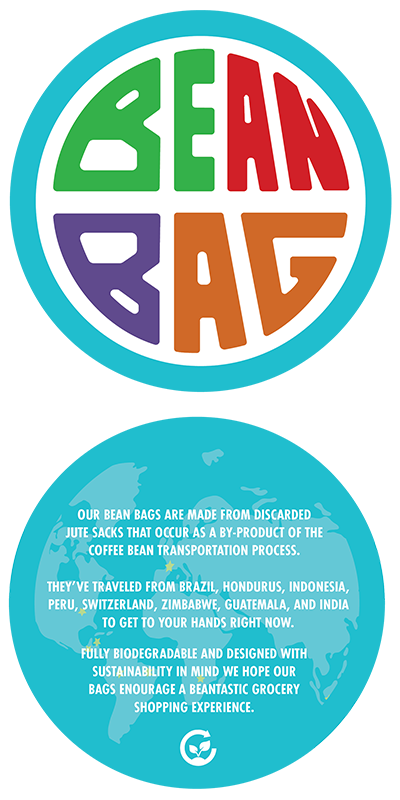 BEAN
BAG
OUR BEAN BAGS ARE MADE FROM DISCARDED
JUTE SACKS THAT OCCUR AS A BY-PRODUCT OF THE
COFFEE BEAN TRANSPORTATION PROCESS.
THEY'VE TRAVELED FROM BRAZIL, HONDURUS, INDONESIA,
PERU, SWITZERLAND, ZIMBABWE, GUATEMALA, AND INDIA
TO GET TO YOUR HANDS RIGHT NOW.
FULLY BIODEGRADABLE AND DESIGNED WITH
SUSTAINABILITY IN MIND WE HOPE OUR
BAGS ENOURAGE A BEANTASTIC GROCERY
SHOPPING EXPERIENCE.